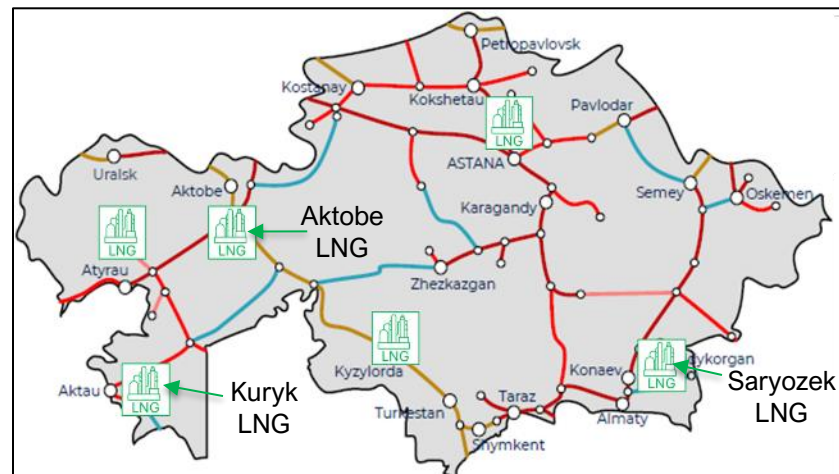 Petropavlovsk
Kostanay
Kokshetau
LNG
Pavlodar
ASTANA
Uralsk
Aktobe
Semey
Oskemen
Karagandy
LNG
LNG
Aktobe
LNG
Atyrau
Zhezkazgan
LNG
Kyzylorda
LNG
Aktau
Kuryk
LNG
Konaev
LNG
dykorgan
Saryozek
LNG
Turkestan
Taraz
Almaty
Shymkent